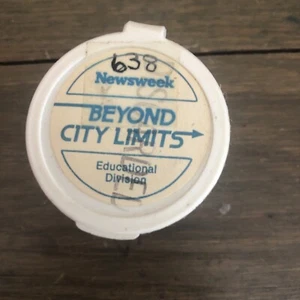 638
Newsweek
BEYOND
CITY LIMITS
Educational
Division